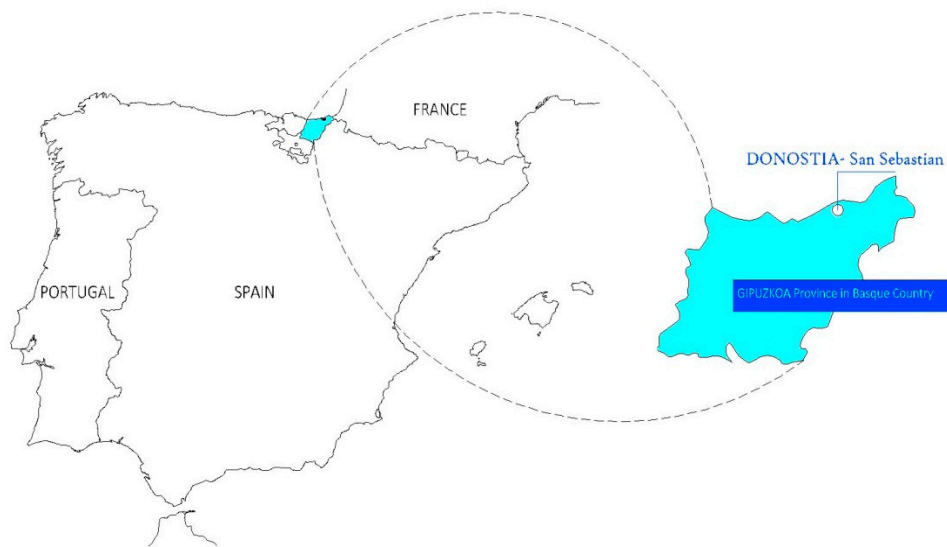 FRANCE
DONOSTIA- San Sebastian
PORTUGAL
SPAIN
GIPUZKOA Province in Basque Country